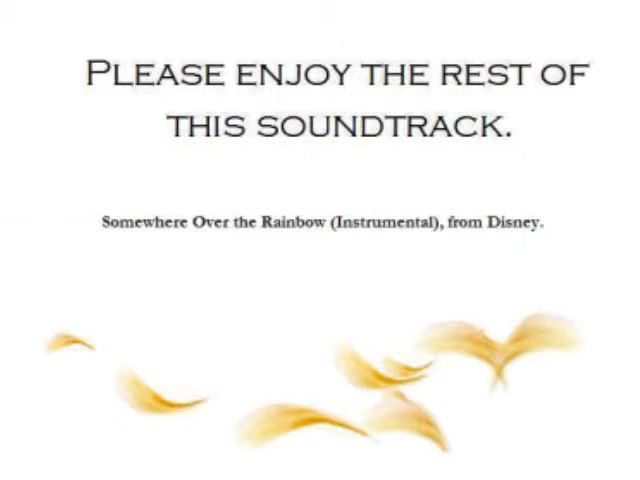 PLEASE ENJOY THE REST OF
THIS SOUNDTRACK.
Somewhere Over the Rainbow (Instrumental), from Disney.